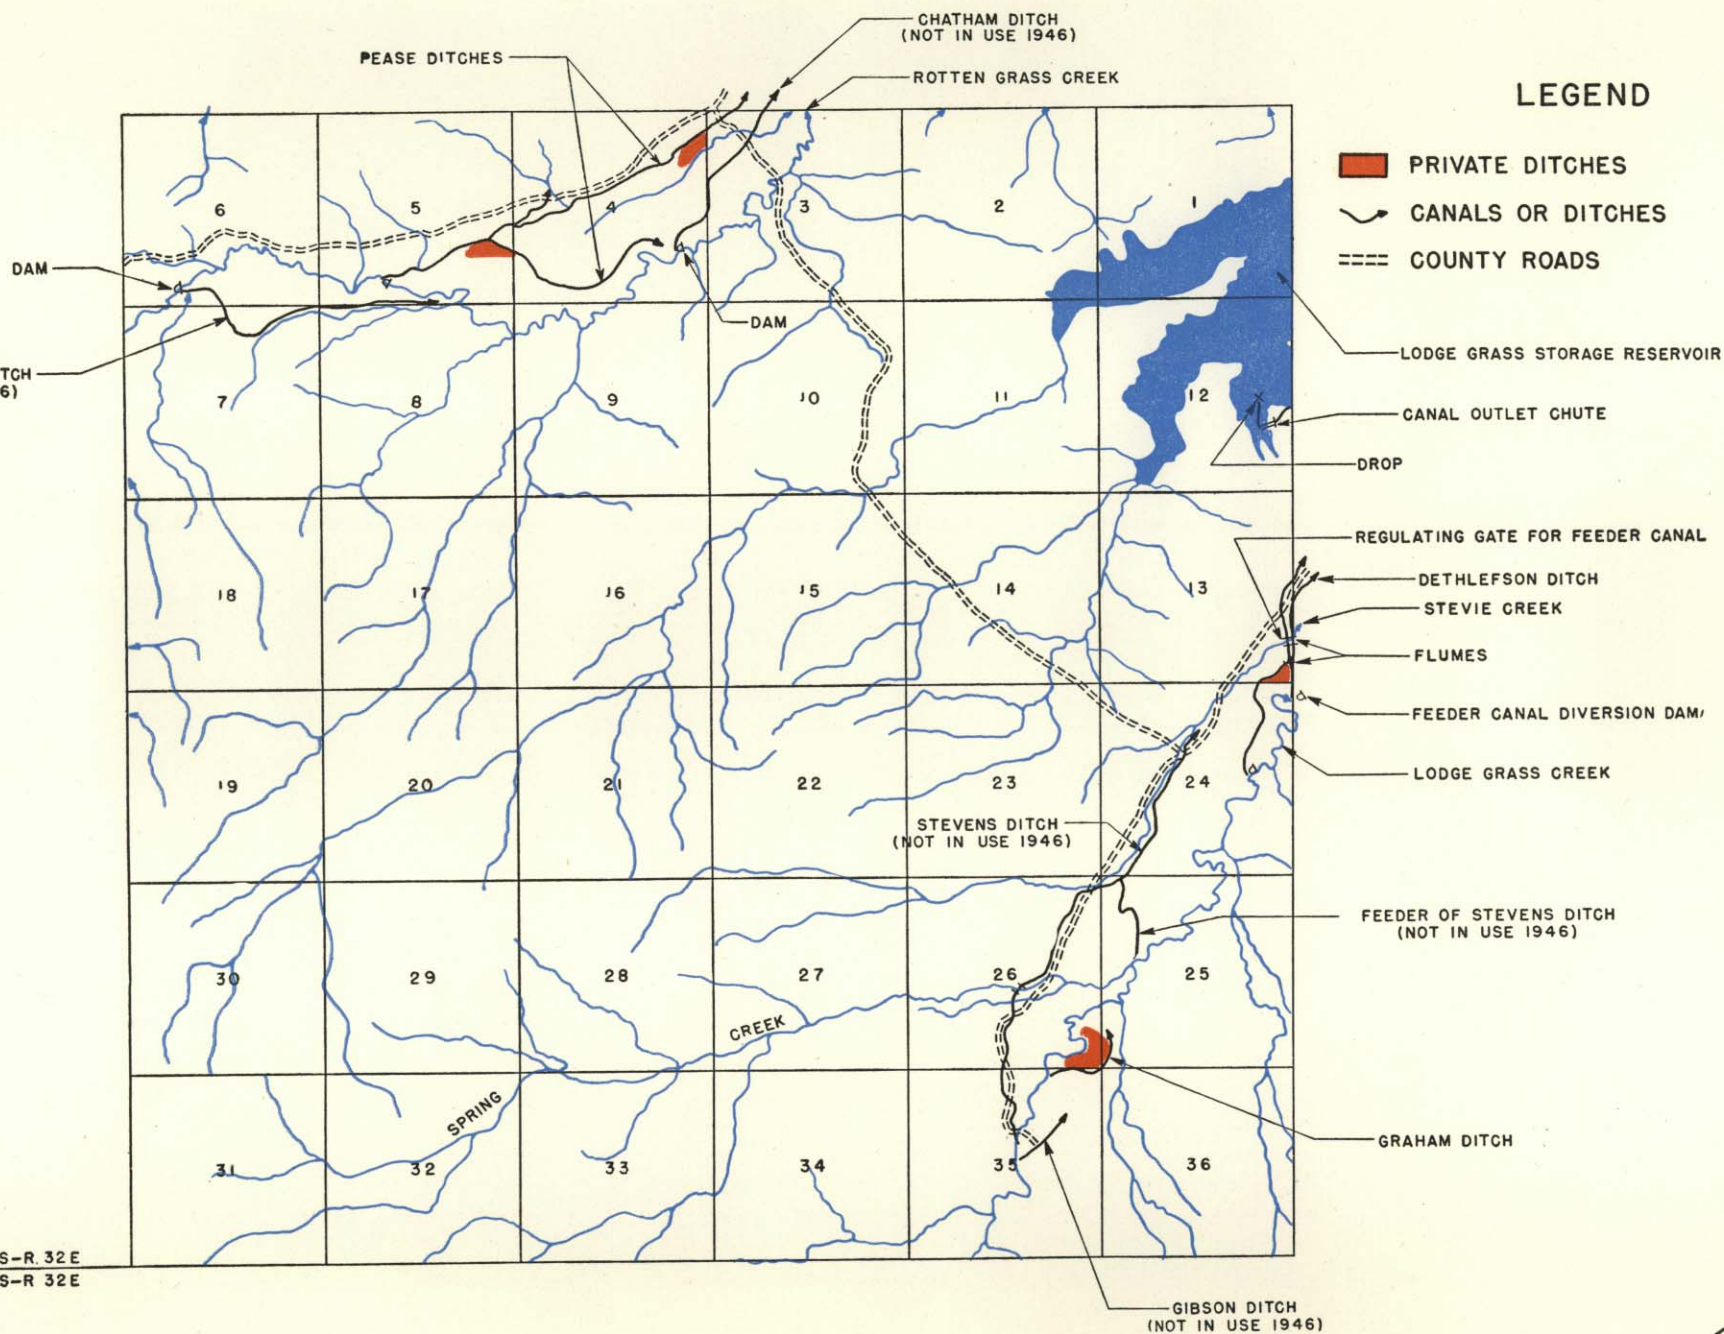 CHATHAM DITCH
(NOT IN USE 1946)
PEASE DITCHES
ROTTEN GRASS CREEK
LEGEND
PRIVATE DITCHES
CANALS OR DITCHES
COUNTY ROADS
6
5
4
3
2
1
DAM
DAM
LODGE GRASS STORAGE RESERVOIR
TCH
6)
7
8
9
10
11
12
CANAL OUTLET CHUTE
DROP
REGULATING GATE FOR FEEDER CANAL
DETHLEFSON DITCH
18
17
16
15
14
13
STEVIE CREEK
FLUMES
FEEDER CANAL DIVERSION DAM
LODGE GRASS CREEK
19
20
21
22
23
24
STEVENS DITCH
(NOT IN USE 1946)
FEEDER OF STEVENS DITCH
(NOT IN USE 1946)
30
29
28
27
26
25
SPRING CREEK
GRAHAM DITCH
31
32
33
34
35
36
S-R. 32E
S-R 32E
GIBSON DITCH
(NOT IN USE 1946)